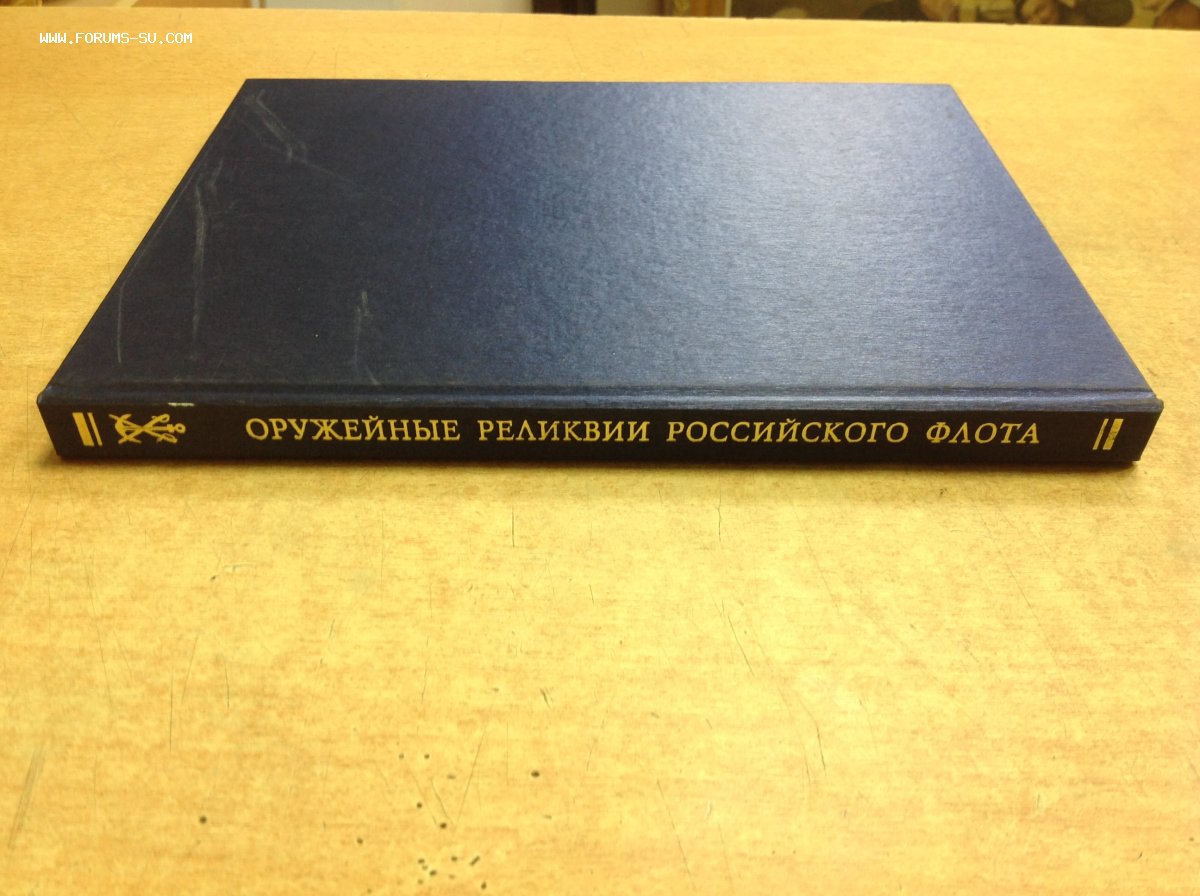 WWW.FORUMS-SU.COM
ОРУЖЕЙНЫЕ РЕЛИКВИИ РОССИЙСКОГО ФЛОТА